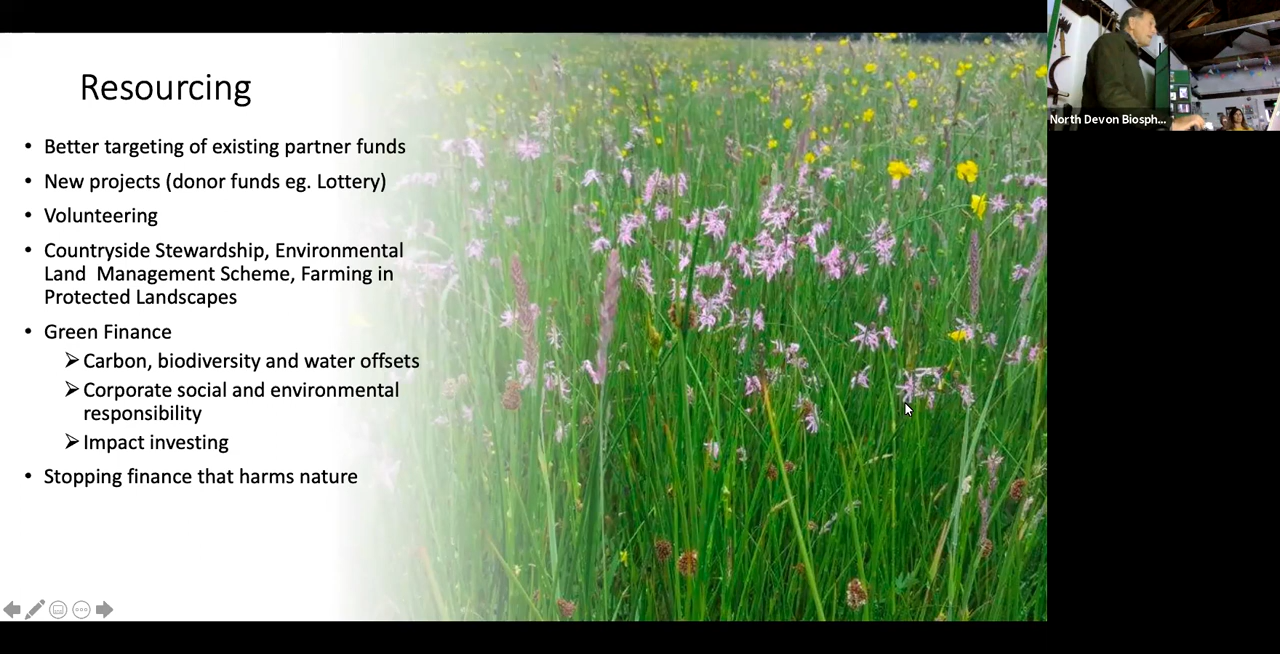 Resourcing
• Better targeting of existing partner funds
• New projects (donor funds eg. Lottery)
• Volunteering
• Countryside Stewardship, Environmental
Land Management Scheme, Farming in
Protected Landscapes
• Green Finance
➢ Carbon, biodiversity and water offsets
➢ Corporate social and environmental
responsibility
➢ Impact investing
• Stopping finance that harms nature
North Devon Biosph...